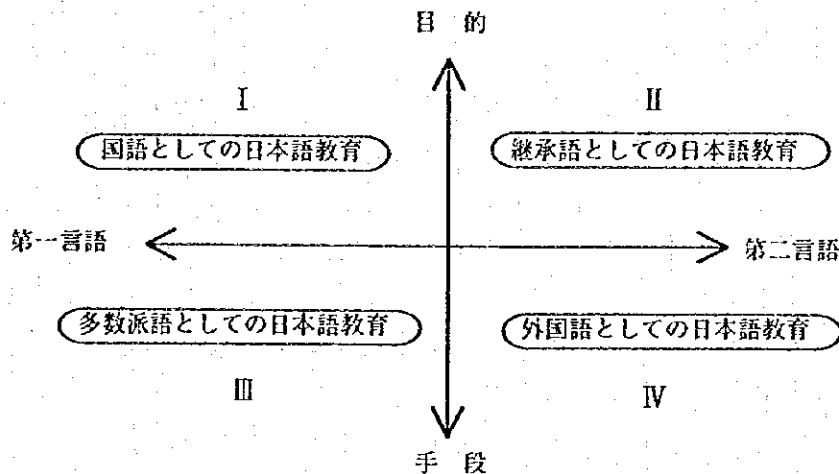 目的
Ⅰ
Ⅱ
国語としての日本語教育
継承語としての日本語教育
第一言語
第二言語
多数派語としての日本語教育
外国語としての日本語教育
Ⅲ
Ⅳ
手段